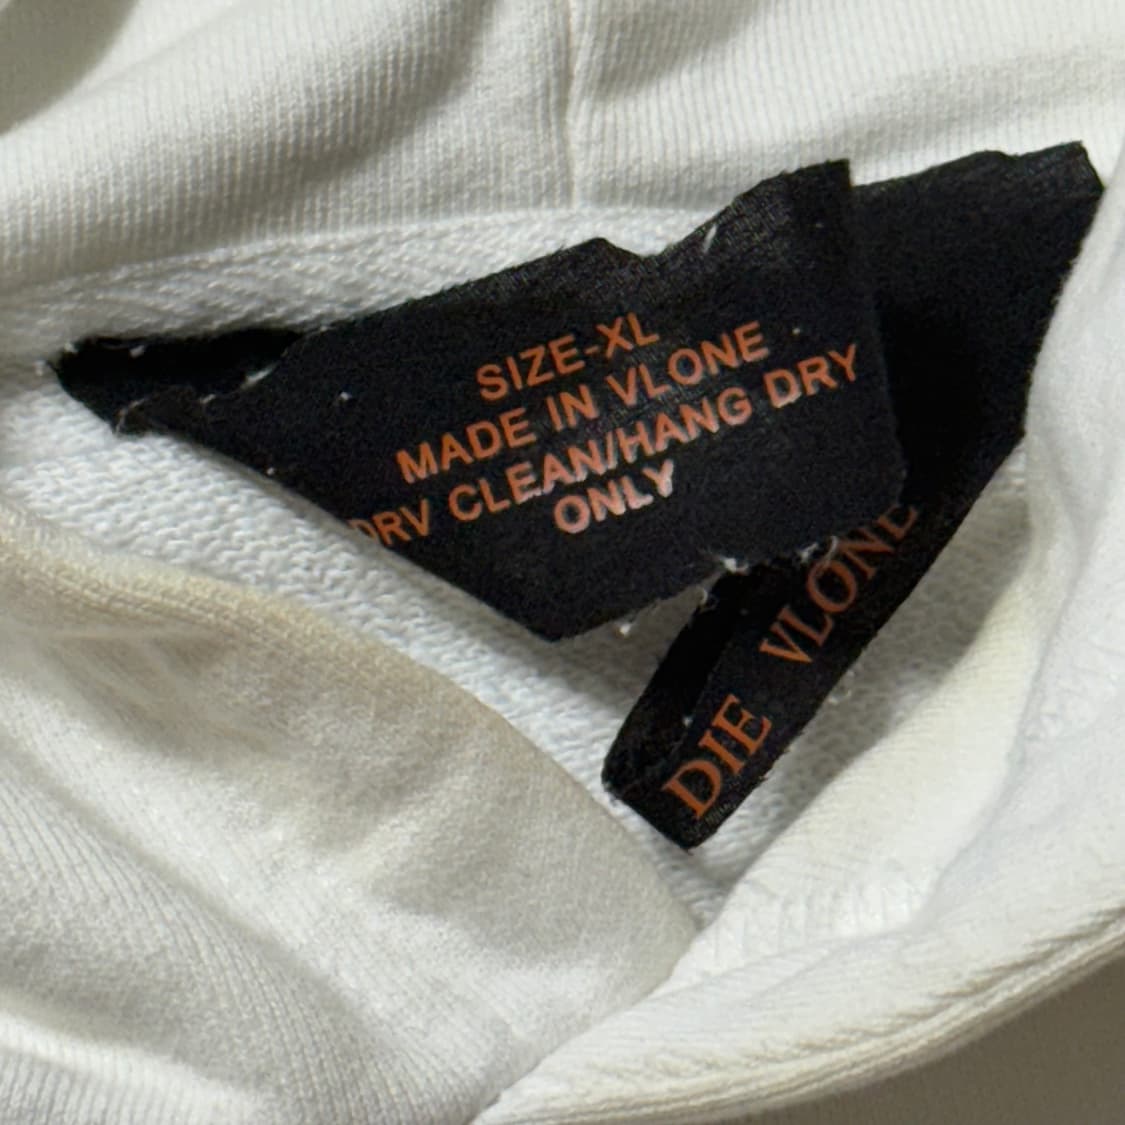 SIZE-XL
MADE IN VLONE
DRV CLEAN/HANG DRY
ONLY
DIE VLONE